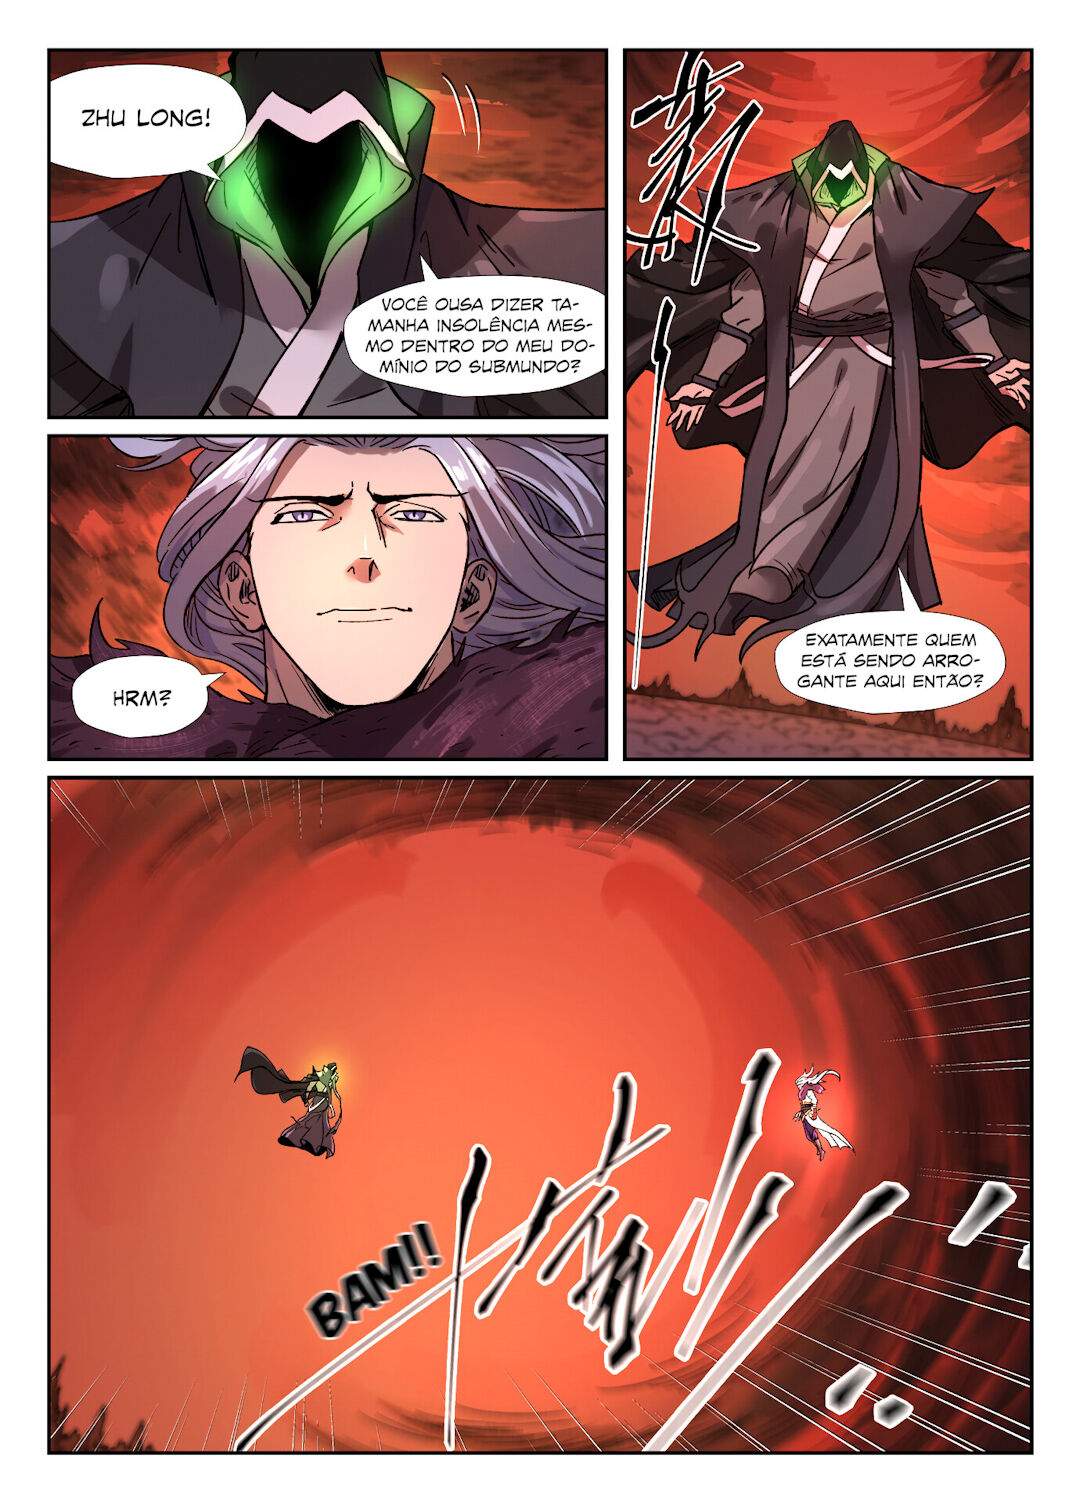 ZHU LONG!
VOCÊ OUSA DIZER TA-
MANHA INSOLÊNCIA MES-
MO DENTRO DO MEU DO-
MÍNIO DO SUBMUNDO?
HRM?
EXATAMENTE QUEM
ESTÁ SENDO ARRO-
GANTE AQUI ENTÃO?
BAM!!